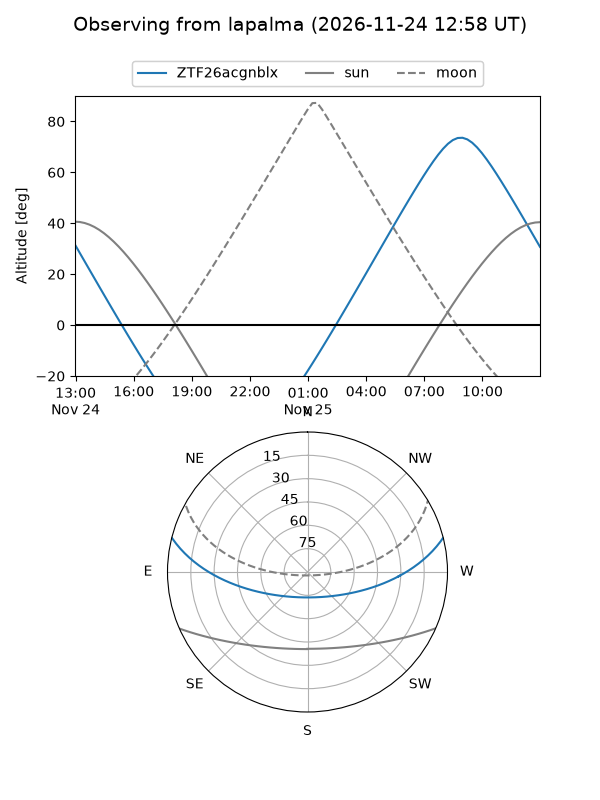 Observing from lapalma (2026-11-24 12:58 UT)
ZTF26acgnblx sun moon
Altitude [deg]
80
60
40
20
0
−20
13:00 16:00 19:00 22:00 01:00 04:00 07:00 10:00
Nov 24 Nov 25
N
NE NW
15
30
45
60
75
E W
SE SW
S